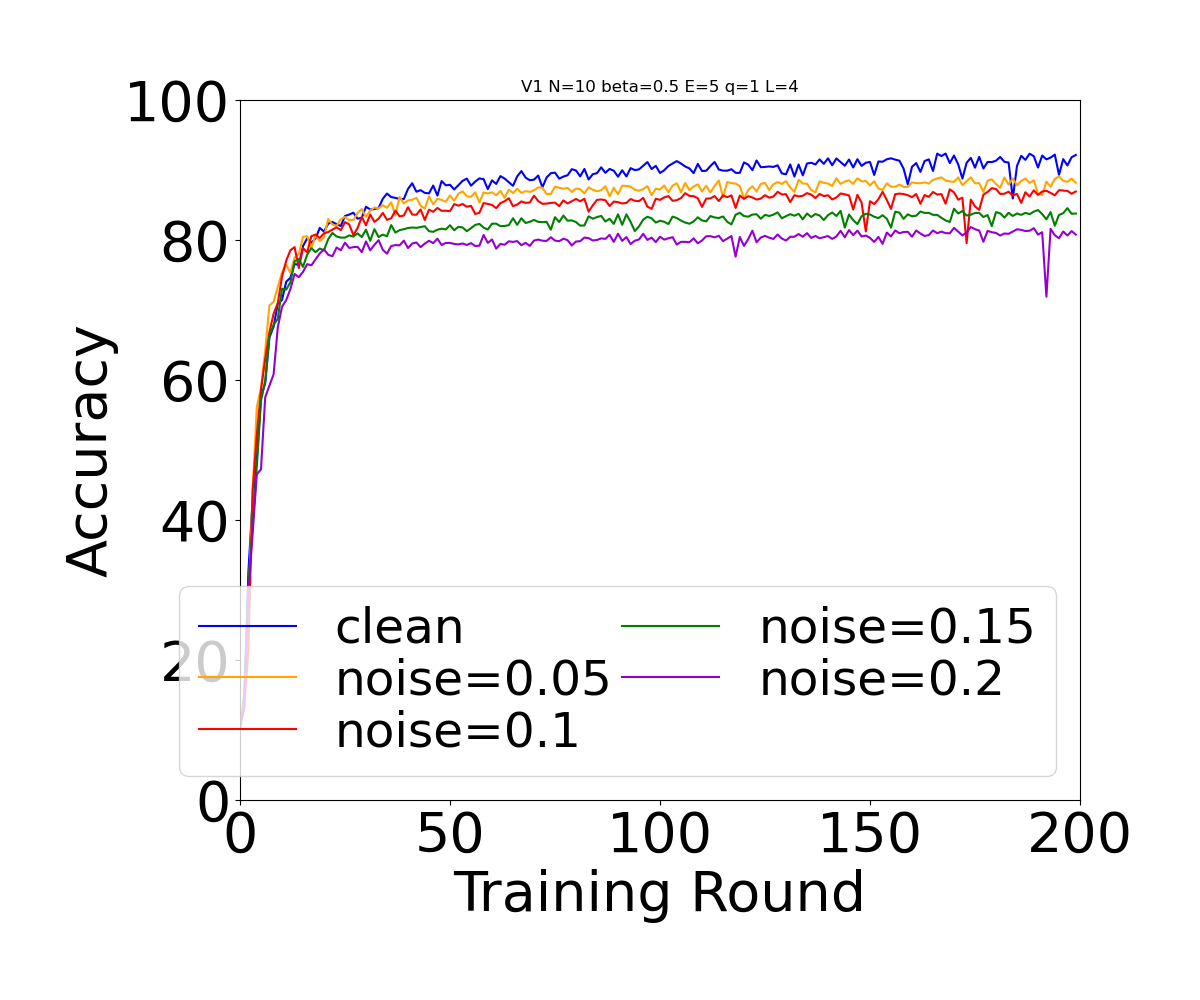 V1 N=10 beta=0.5 E=5 q=1 L=4
100
80
60
40
20
0
Accuracy
clean
noise=0.05
noise=0.1
noise=0.15
noise=0.2
0 50 100 150 200
Training Round